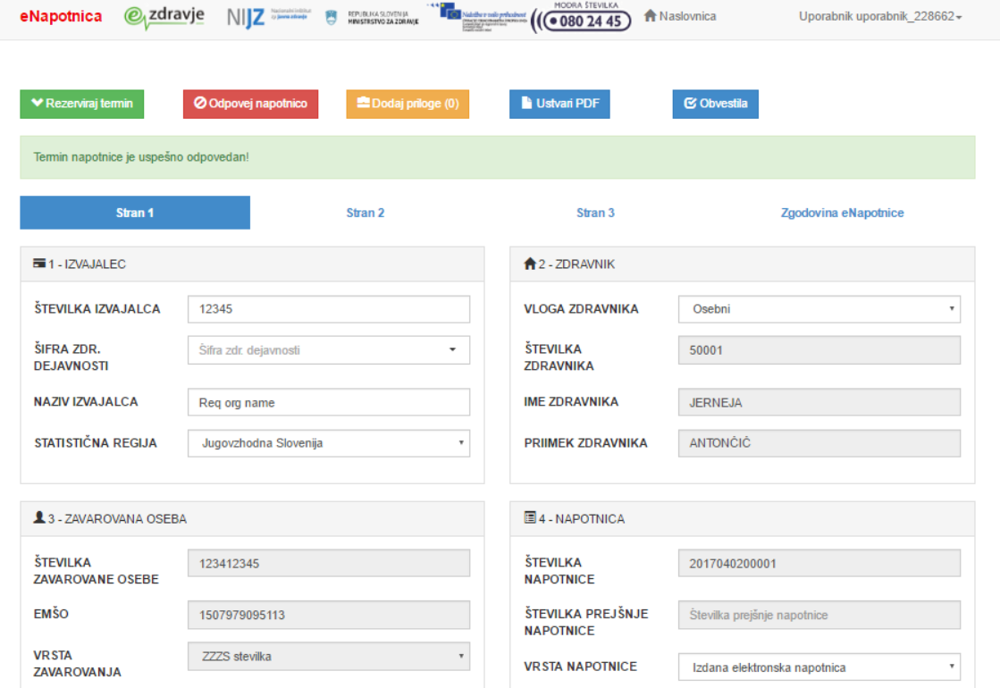 eNapotnica
ezdravje
NIJZ Nacionalni inštitut
za javno zdravje
REPUBLIKA SLOVENIJA
MINISTRSTVO ZA ZDRAVJE
Naložba v vašo prihodnost
MODRA ŠTEVILKA
080 24 45
Naslovnica
Uporabnik uporabnik_228662
Rezerviraj termin
Odpovej napotnico
Dodaj priloge (0)
Ustvari PDF
Obvestila
Termin napotnice je uspešno odpovedan!
Stran 1
Stran 2
Stran 3
Zgodovina eNapotnice
1 - IZVAJALEC
ŠTEVILKA IZVAJALCA
12345
ŠIFRA ZDR.
DEJAVNOSTI
Šifra zdr. dejavnosti
NAZIV IZVAJALCA
Req org name
STATISTIČNA REGIJA
Jugovzhodna Slovenija
2 - ZDRAVNIK
VLOGA ZDRAVNIKA
Osebni
ŠTEVILKA
ZDRAVNIKA
50001
IME ZDRAVNIKA
JERNEJA
PRIIMEK ZDRAVNIKA
ANTONČIČ
3 - ZAVAROVANA OSEBA
ŠTEVILKA
ZAVAROVANE OSEBE
123412345
EMŠO
1507979095113
VRSTA
ZAVAROVANJA
ZZZS stevilka
4 - NAPOTNICA
ŠTEVILKA
NAPOTNICE
2017040200001
ŠTEVILKA PREJŠNJE
NAPOTNICE
Številka prejšnje napotnice
VRSTA NAPOTNICE
Izdana elektronska napotnica